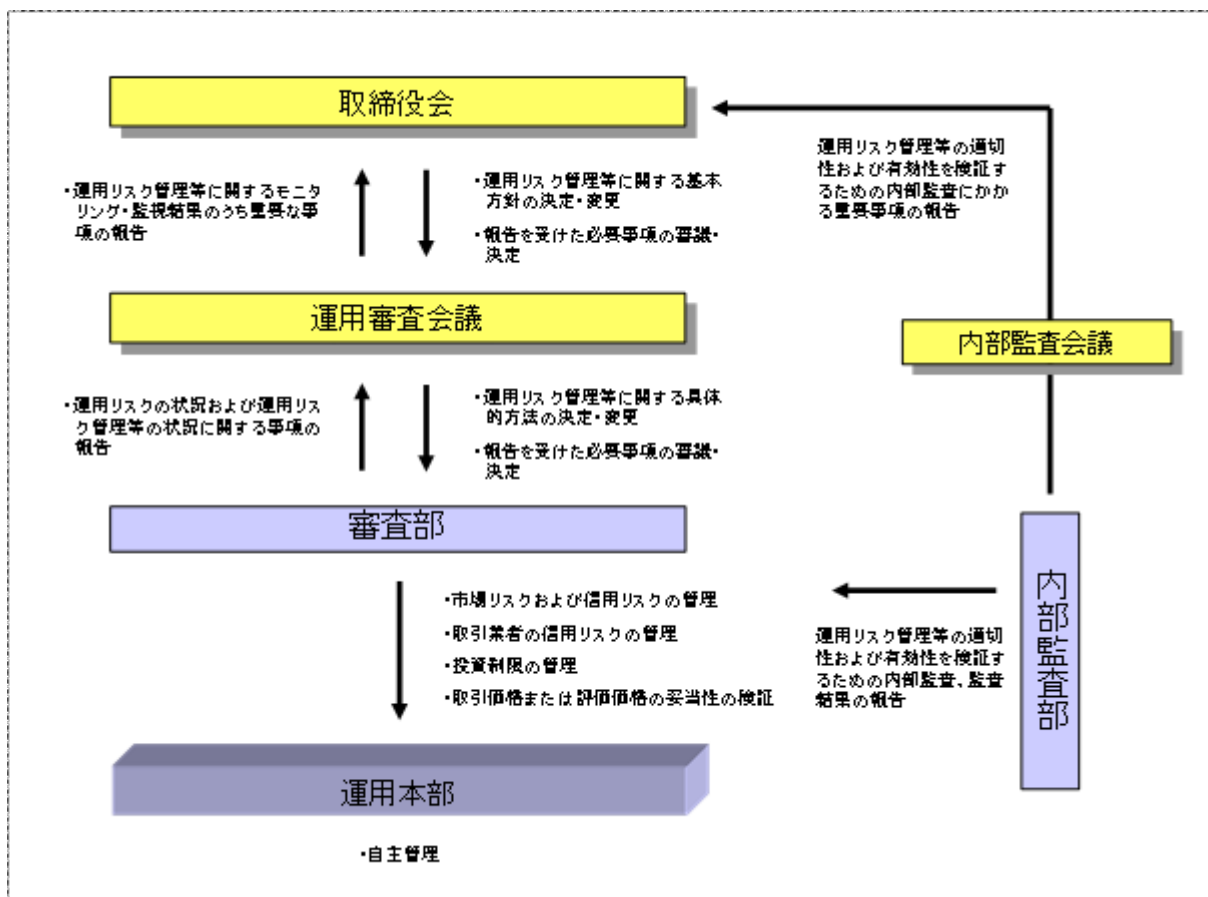 取締役会
・運用リスク管理等に関するモニ
タリング・監視結果のうち重要な事
項の報告
・運用リスク管理等に関する基本
方針の決定・変更
・報告を受けた必要事項の審議・
決定
運用リスク管理等の適切
性および有効性を検証す
るための内部監査にかか
る重要事項の報告
運用審査会議
内部監査会議
・運用リスクの状況および運用リス
ク管理等の状況に関する事項の
報告
・運用リスク管理等に関する具体
的方法の決定・変更
・報告を受けた必要事項の審議・
決定
審査部
・市場リスクおよび信用リスクの管理
・取引業者の信用リスクの管理
・投資制限の管理
・取引価格または評価価格の妥当性の検証
運用リスク管理等の適切
性および有効性を検証す
るための内部監査、監査
結果の報告
内部監査部
運用本部
・自主管理